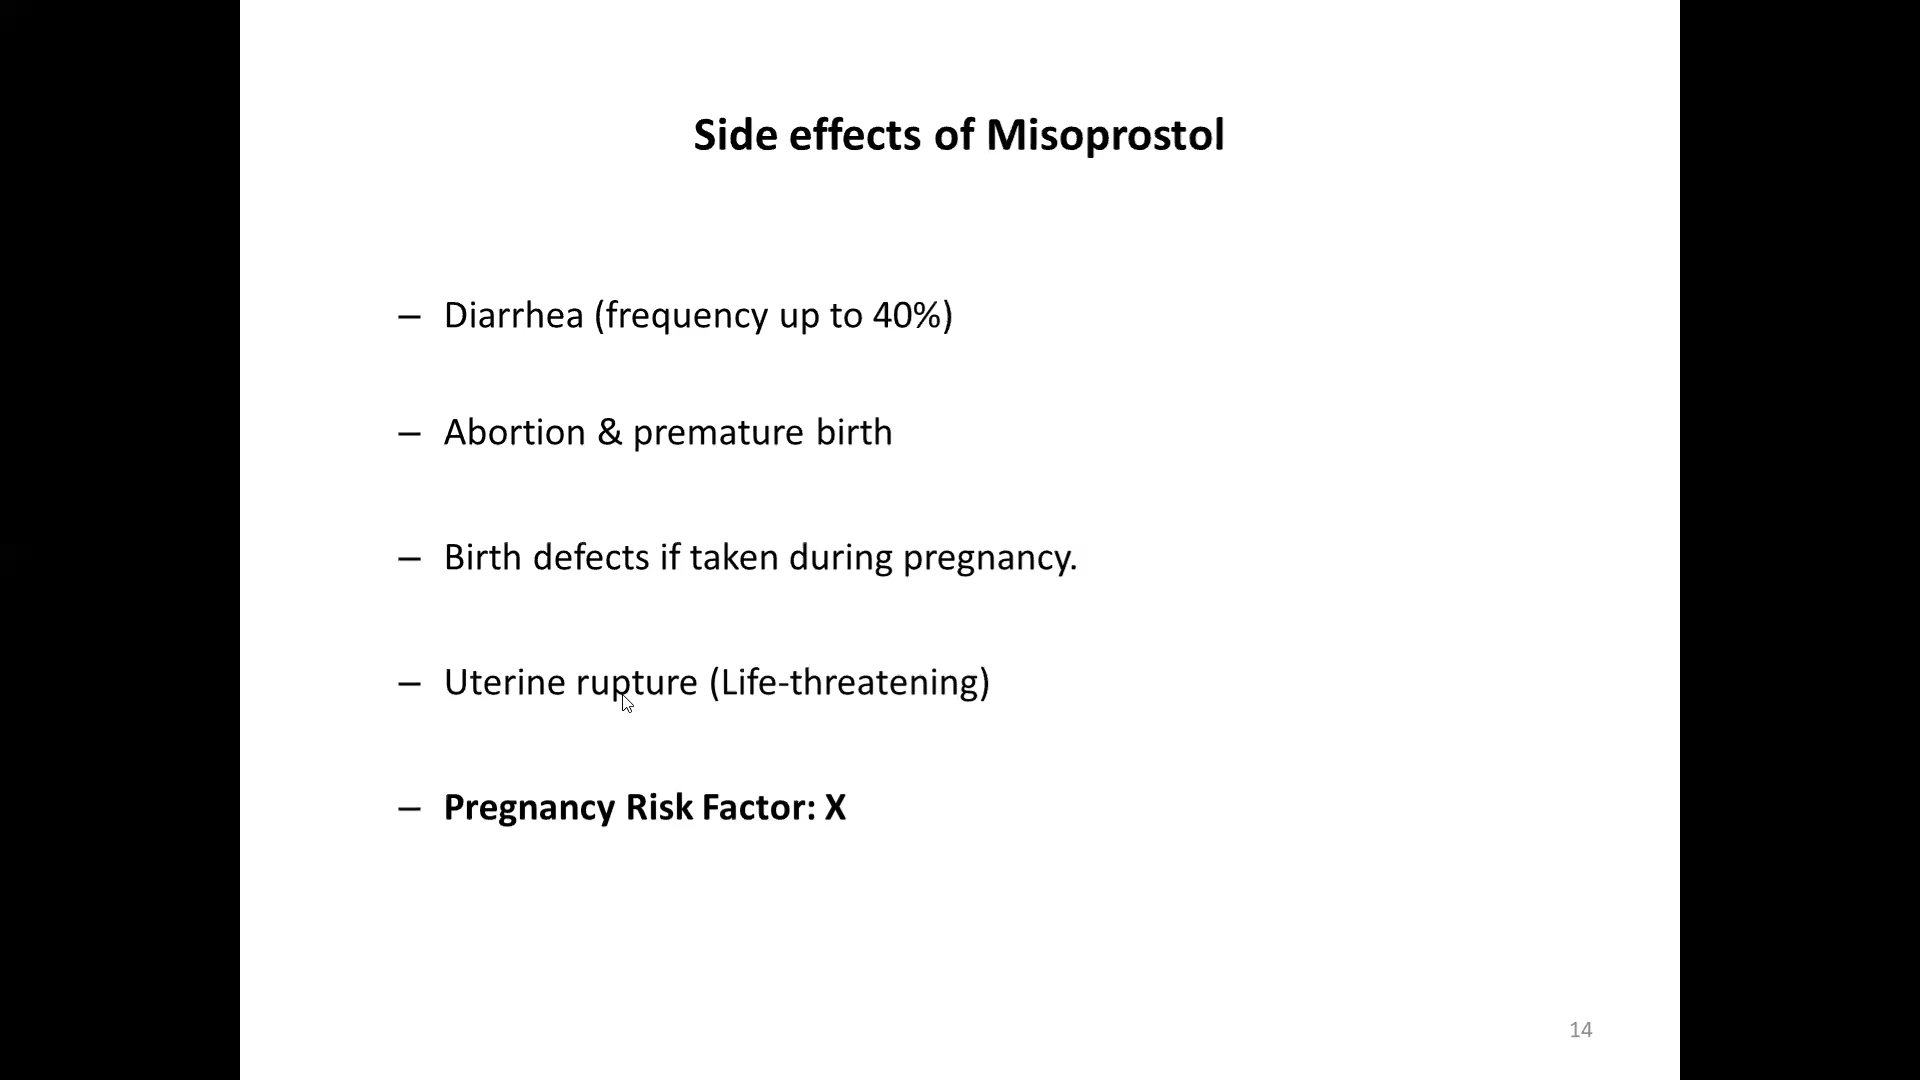 Side effects of Misoprostol
– Diarrhea (frequency up to 40%)
– Abortion & premature birth
– Birth defects if taken during pregnancy.
– Uterine rupture (Life-threatening)
– Pregnancy Risk Factor: X
14